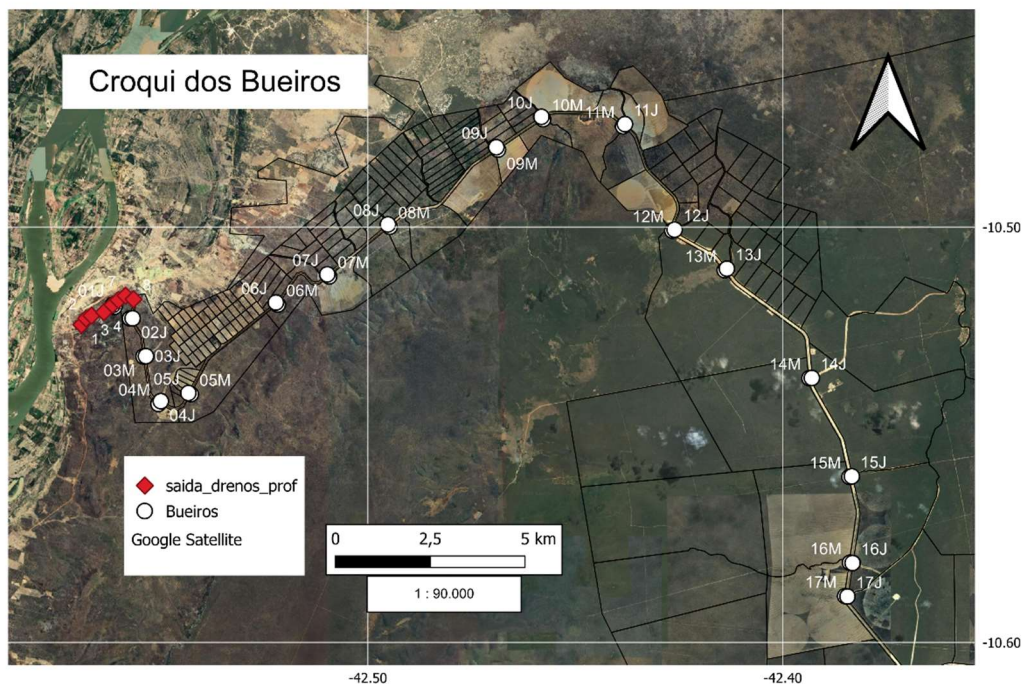 Croqui dos Bueiros
10J
10M
11M
11J
09J
09M
08J
08M
12M
12J
07J
07M
13M
13J
-10.50
06J
06M
01J
1
3
4
02J
03J
03M
04M
05J
05M
04J
14M
14J
15M
15J
16M
16J
17M
17J
saida_drenos_prof
Bueiros
Google Satellite
0
2,5
5 km
1 : 90.000
-10.60
-42.50
-42.40